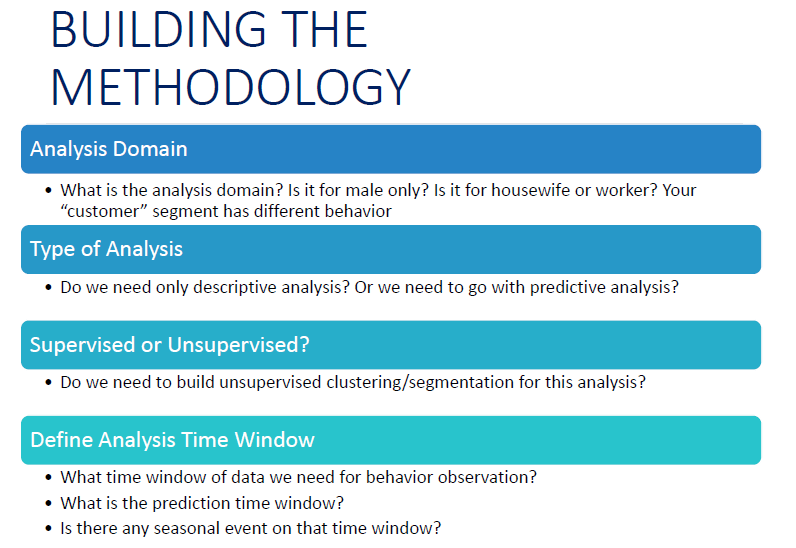 BUILDING THE
METHODOLOGY
Analysis Domain
• What is the analysis domain? Is it for male only? Is it for housewife or worker? Your
“customer” segment has different behavior
Type of Analysis
• Do we need only descriptive analysis? Or we need to go with predictive analysis?
Supervised or Unsupervised?
• Do we need to build unsupervised clustering/segmentation for this analysis?
Define Analysis Time Window
• What time window of data we need for behavior observation?
• What is the prediction time window?
• Is there any seasonal event on that time window?